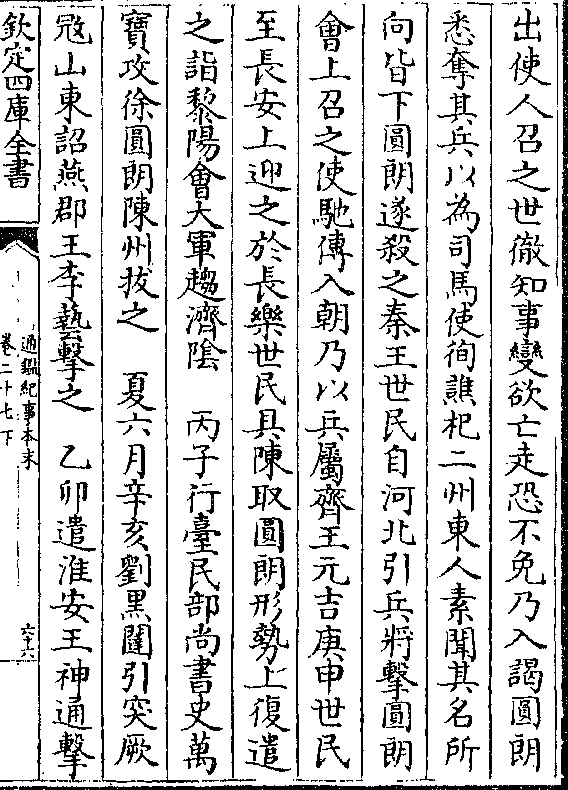 出使人召之世徹知事變欲亡走恐不免乃入謁圓朗
悉奪其兵以為司馬使徇譙杞二州東人素聞其名所
向皆下圓朗遂殺之秦王世民自河北引兵將擊圓朗
會上召之使馳傳入朝乃以兵屬齊王元吉庚申世民
至長安上迎之於長樂世民具陳取圓朗形勢上復遣
之詣黎陽會大軍趨濟隂　丙子行臺民部尚書史萬
寶攻徐圓朗陳州拔之　夏六月辛亥劉黑闥引突厥
宼山東詔燕郡王李藝擊之　乙卯遣淮安王神通擊
欽定四庫全書
通鑑紀事本末
卷二十七下
六十六